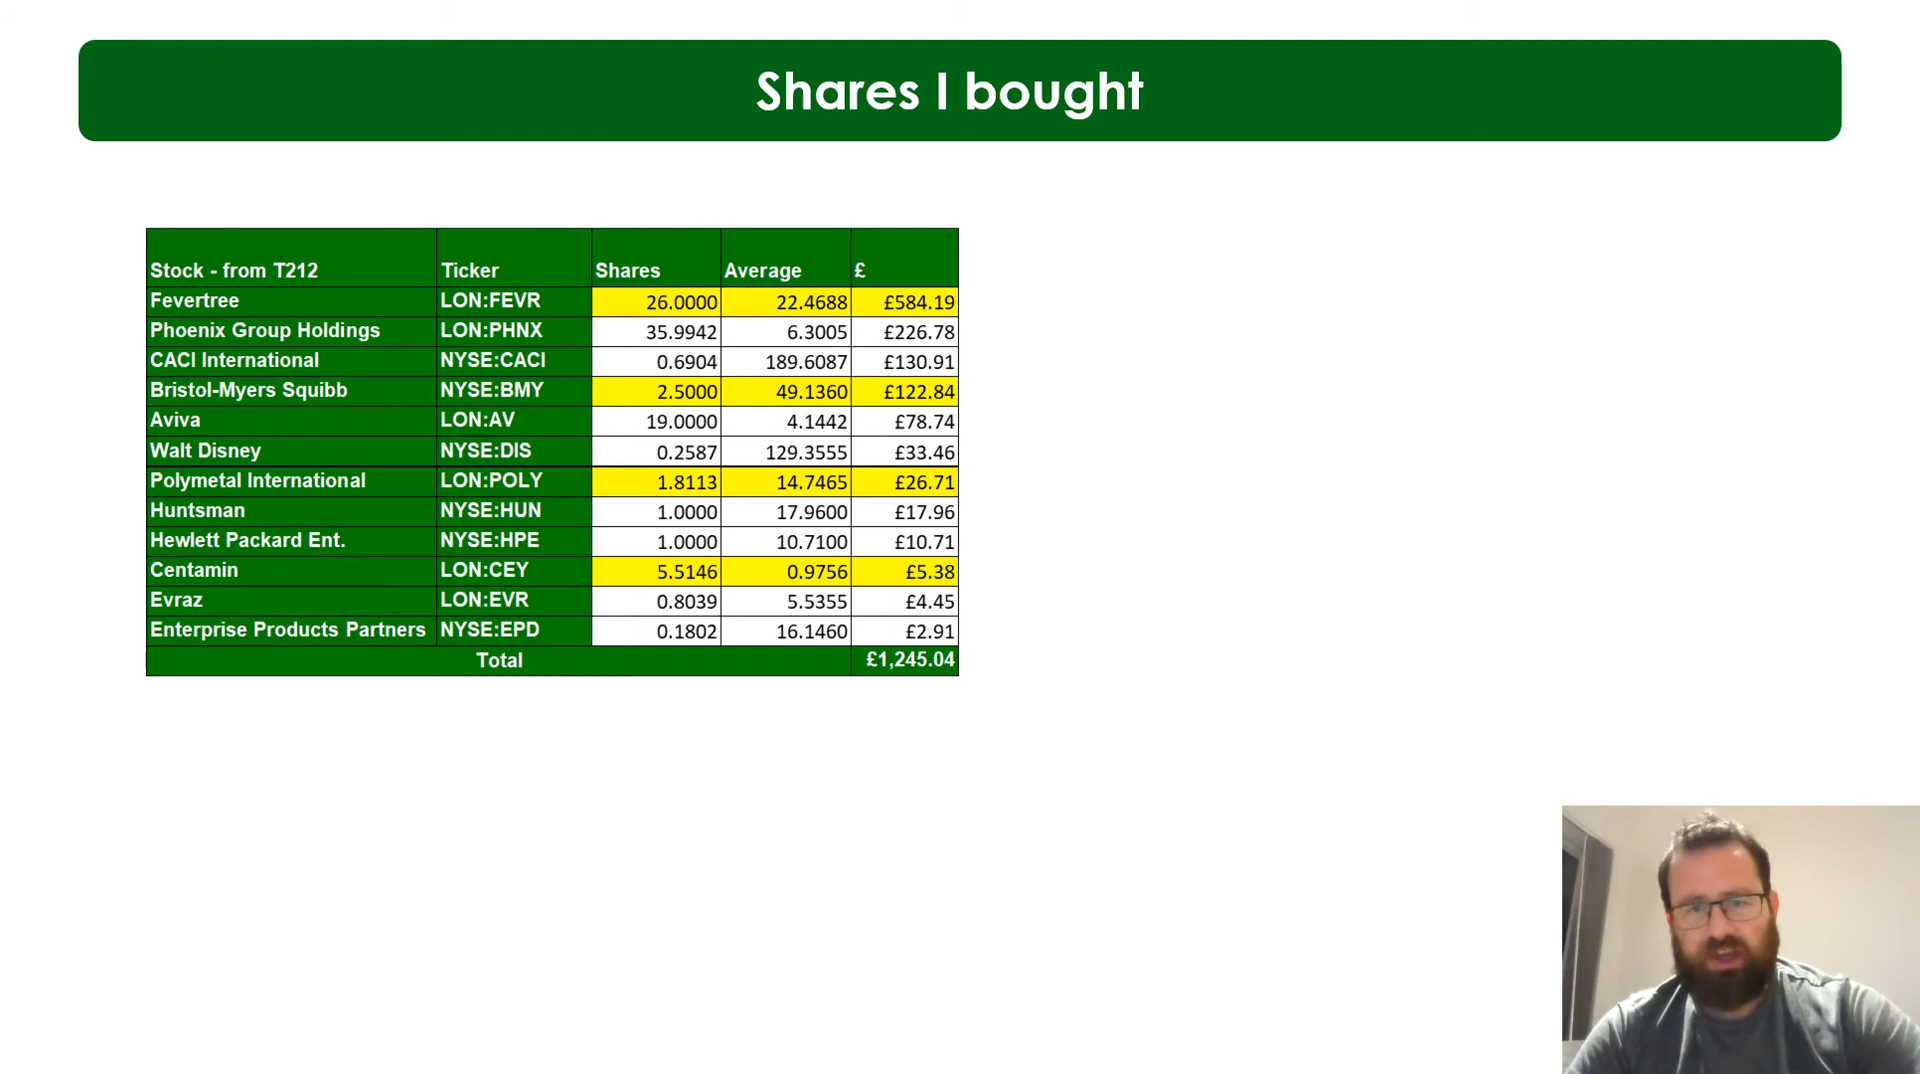 Shares I bought
Stock - from T212 Ticker Shares Average £
Fevertree LON:FEVR 26.0000 22.4688 £584.19
Phoenix Group Holdings LON:PHNX 35.9942 6.3005 £226.78
CACI International NYSE:CACI 0.6904 189.6087 £130.91
Bristol-Myers Squibb NYSE:BMY 2.5000 49.1360 £122.84
Aviva LON:AV 19.0000 4.1442 £78.74
Walt Disney NYSE:DIS 0.2587 129.3555 £33.46
Polymetal International LON:POLY 1.8113 14.7465 £26.71
Huntsman NYSE:HUN 1.0000 17.9600 £17.96
Hewlett Packard Ent. NYSE:HPE 1.0000 10.7100 £10.71
Centamin LON:CEY 5.5146 0.9756 £5.38
Evraz LON:EVR 0.8039 5.5355 £4.45
Enterprise Products Partners NYSE:EPD 0.1802 16.1460 £2.91
Total £1,245.04